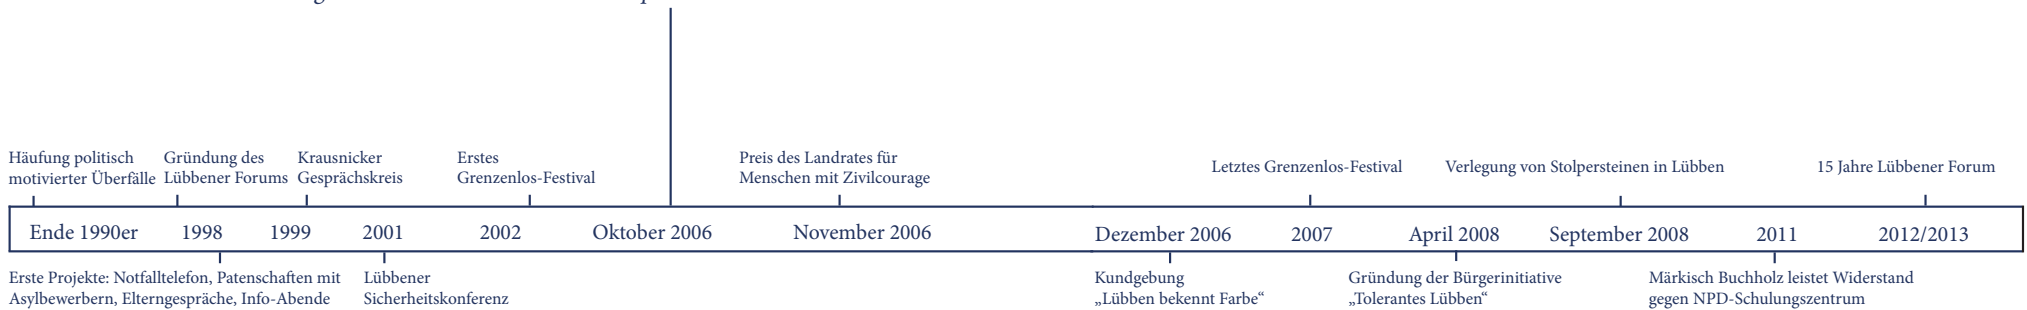 Häufung politisch
motivierter Überfälle
Gründung des
Lübbener Forums
Krausnicker
Gesprächskreis
Erstes
Grenzenlos-Festival
Preis des Landrates für
Menschen mit Zivilcourage
Letztes Grenzenlos-Festival
Verlegung von Stolpersteinen in Lübben
15 Jahre Lübbener Forum
Ende 1990er
1998
1999
2001
2002
Oktober 2006
November 2006
Dezember 2006
2007
April 2008
September 2008
2011
2012/2013
Erste Projekte: Notfalltelefon, Patenschaften mit
Asylbewerbern, Elterngespräche, Info-Abende
Lübbener
Sicherheitskonferenz
Kundgebung
„Lübben bekennt Farbe“
Gründung der Bürgerinitiative
„Tolerantes Lübben“
Märkisch Buchholz leistet Widerstand
gegen NPD-Schulungszentrum